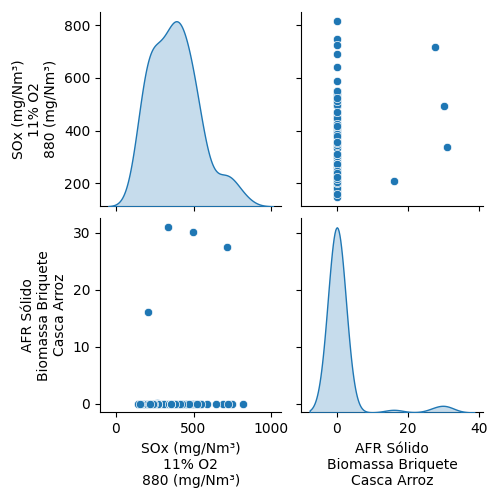 800
600
400
200
SOx (mg/Nm³)
11% O2
880 (mg/Nm³)
30
20
10
0
AFR Sólido
Biomassa Briquete
Casca Arroz
0 500 1000
SOx (mg/Nm³)
11% O2
880 (mg/Nm³)
0 20 40
AFR Sólido
Biomassa Briquete
Casca Arroz